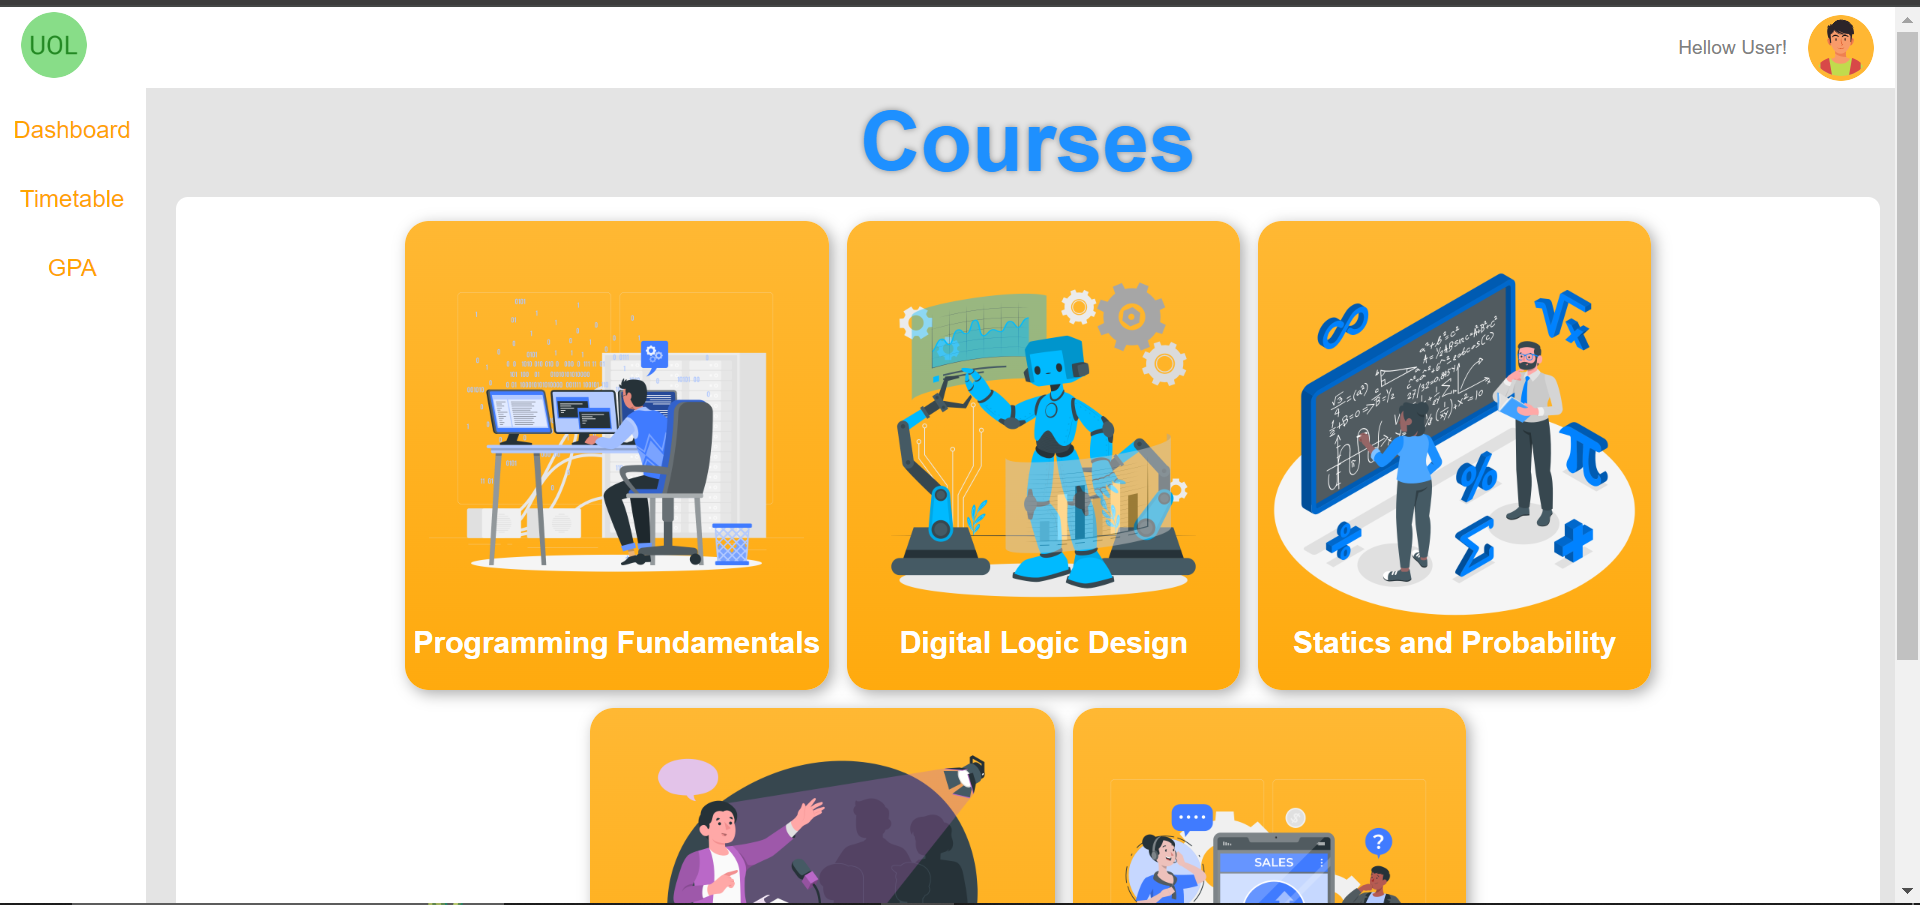 UOL
Hellow User!
Dashboard
Timetable
GPA
Courses
Programming Fundamentals
Digital Logic Design
Statics and Probability
SALES
?